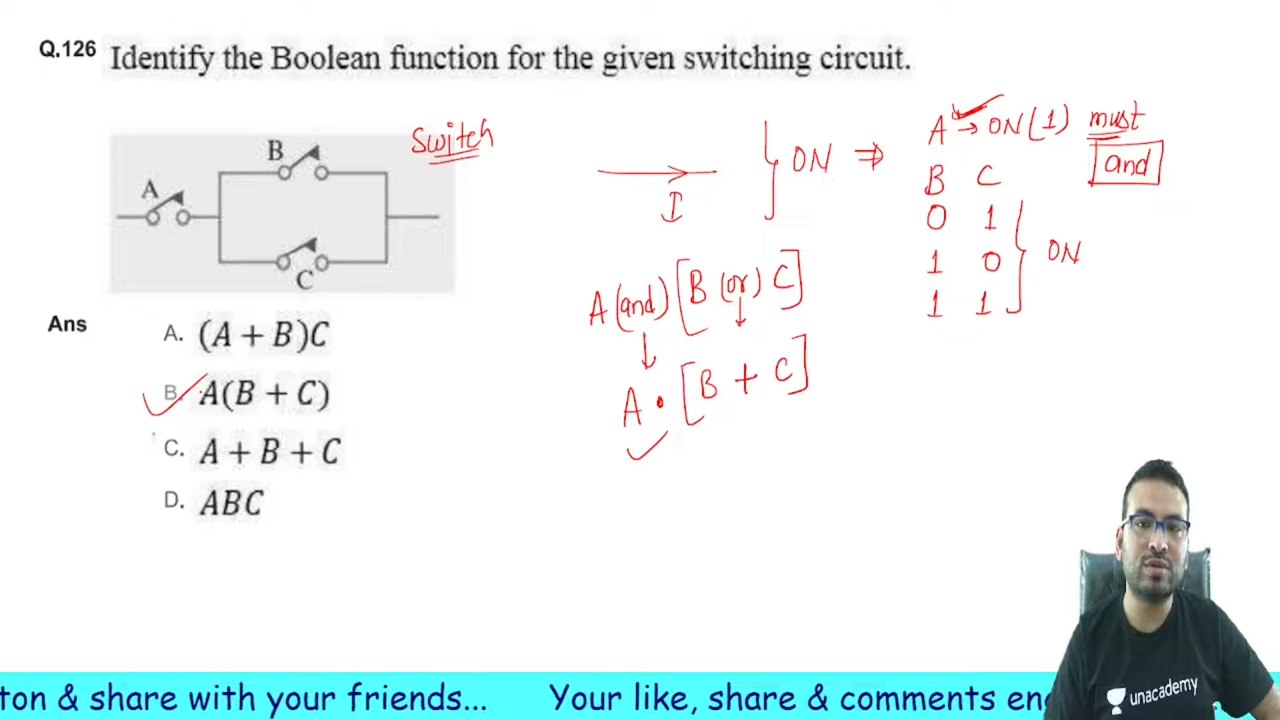 Q.126 Identify the Boolean function for the given switching circuit.
Switch
A
B
C
I
} ON ⇒
A → ON (1) must
and
B C
0 1
1 0
1 1
} ON
A (and) [B (or) C]
A • [B + C]
Ans
A. (A + B)C
B. A(B + C)
C. A + B + C
D. ABC
unacademy
ton & share with your friends... Your like, share & comments en